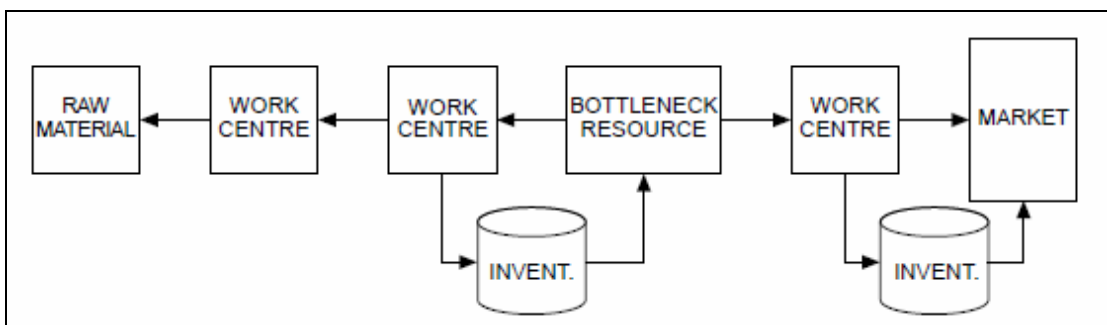 RAW
MATERIAL
WORK
CENTRE
WORK
CENTRE
BOTTLENECK
RESOURCE
WORK
CENTRE
MARKET
INVENT.
INVENT.